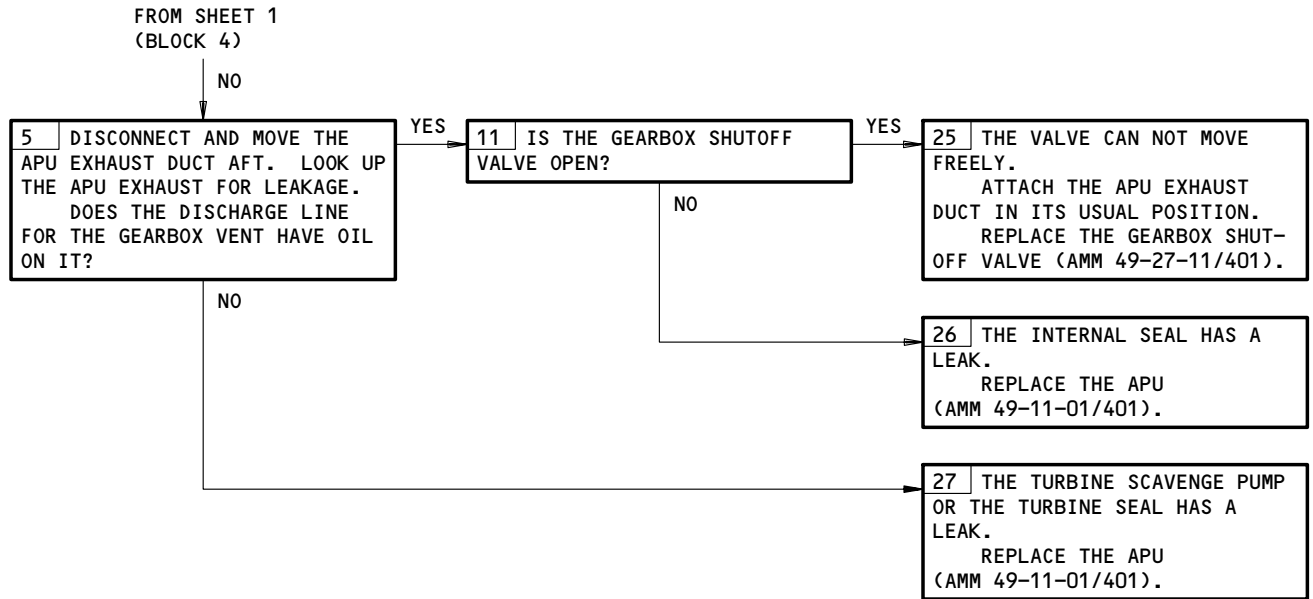 FROM SHEET 1
(BLOCK 4)
NO
5 DISCONNECT AND MOVE THE
APU EXHAUST DUCT AFT. LOOK UP
THE APU EXHAUST FOR LEAKAGE.
DOES THE DISCHARGE LINE
FOR THE GEARBOX VENT HAVE OIL
ON IT?
YES
11 IS THE GEARBOX SHUTOFF
VALVE OPEN?
YES
25 THE VALVE CAN NOT MOVE
FREELY.
ATTACH THE APU EXHAUST
DUCT IN ITS USUAL POSITION.
REPLACE THE GEARBOX SHUT-
OFF VALVE (AMM 49-27-11/401).
NO
26 THE INTERNAL SEAL HAS A
LEAK.
REPLACE THE APU
(AMM 49-11-01/401).
NO
27 THE TURBINE SCAVENGE PUMP
OR THE TURBINE SEAL HAS A
LEAK.
REPLACE THE APU
(AMM 49-11-01/401).